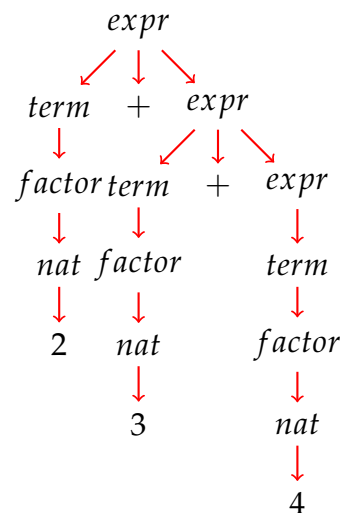 expr
term + expr
factor term + expr
nat factor term
2 nat factor
3 nat
4